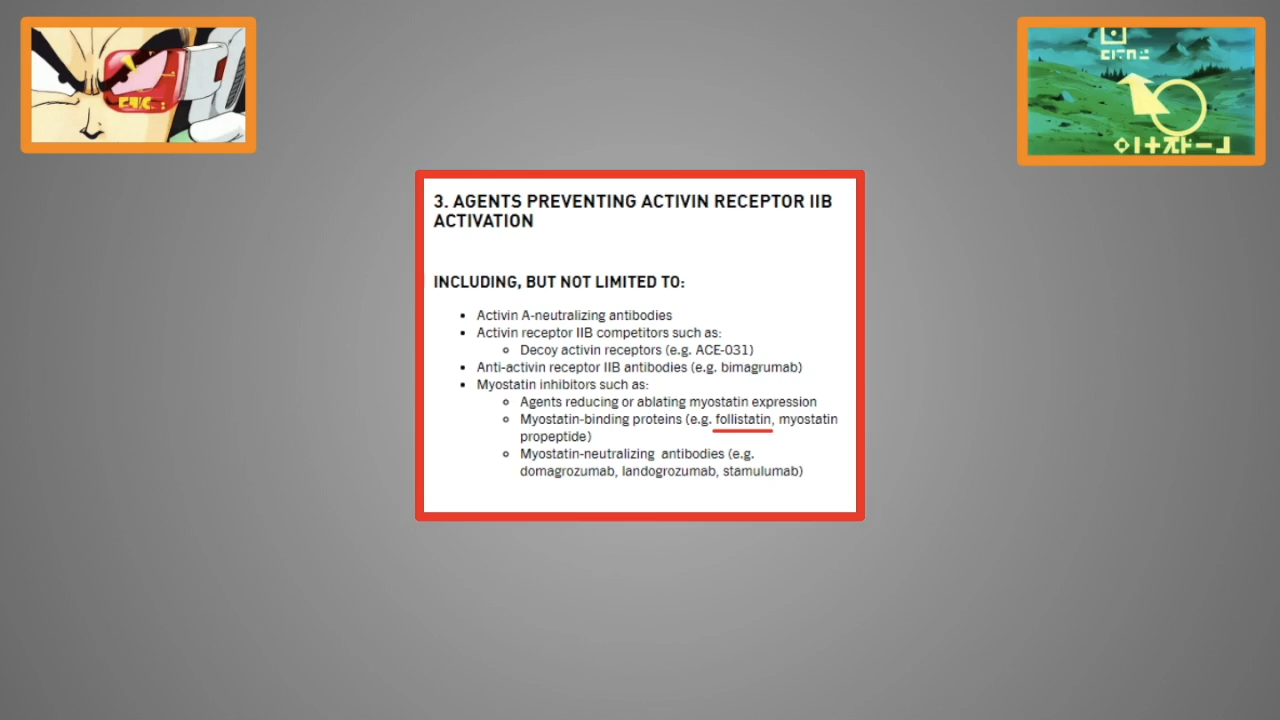 3. AGENTS PREVENTING ACTIVIN RECEPTOR IIB
ACTIVATION
INCLUDING, BUT NOT LIMITED TO:
• Activin A-neutralizing antibodies
• Activin receptor IIB competitors such as:
◦ Decoy activin receptors (e.g. ACE-031)
• Anti-activin receptor IIB antibodies (e.g. bimagrumab)
• Myostatin inhibitors such as:
◦ Agents reducing or ablating myostatin expression
◦ Myostatin-binding proteins (e.g. follistatin, myostatin
propeptide)
◦ Myostatin-neutralizing antibodies (e.g.
domagrozumab, landogrozumab, stamulumab)